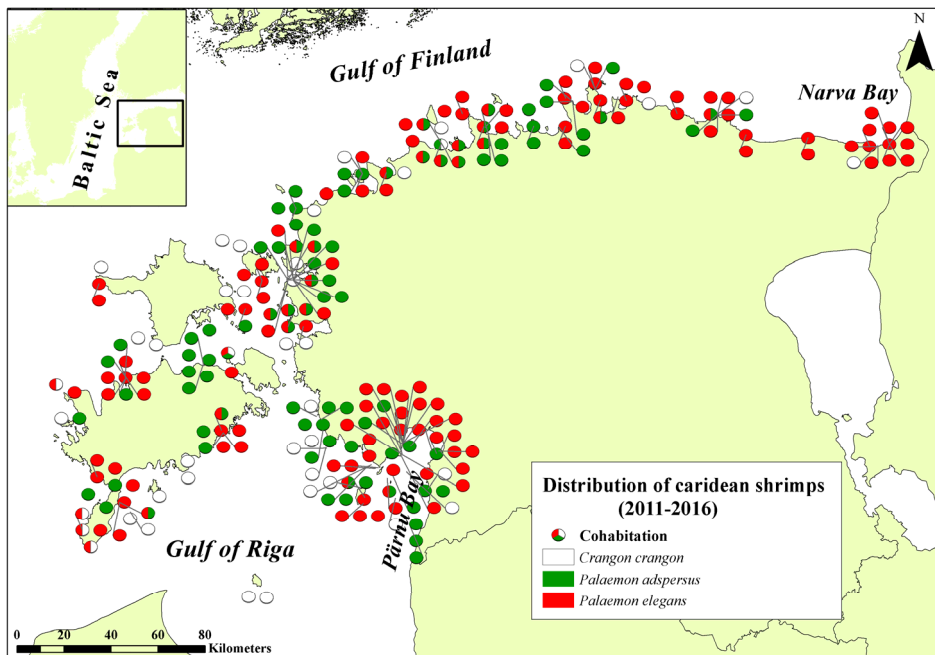 N
Gulf of Finland
Narva Bay
Baltic Sea
Pärnu Bay
Gulf of Riga
Distribution of caridean shrimps
(2011-2016)
Cohabitation
Crangon crangon
Palaemon adspersus
Palaemon elegans
0 20 40 60 80
Kilometers